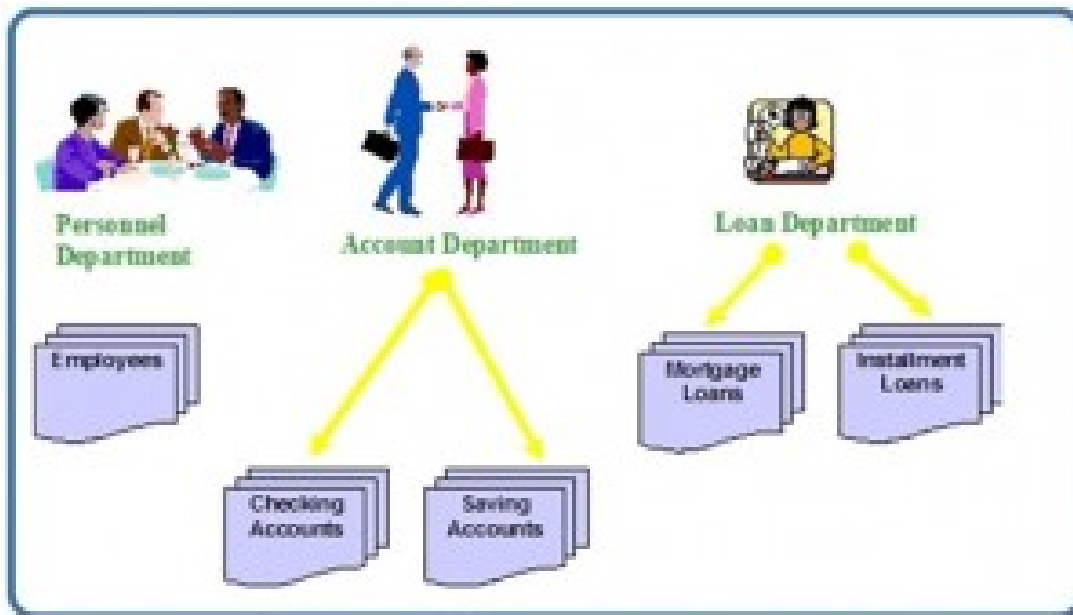 Personnel
Department
Account Department
Loan Department
Employees
Checking
Accounts
Saving
Accounts
Mortgage
Loans
Installment
Loans